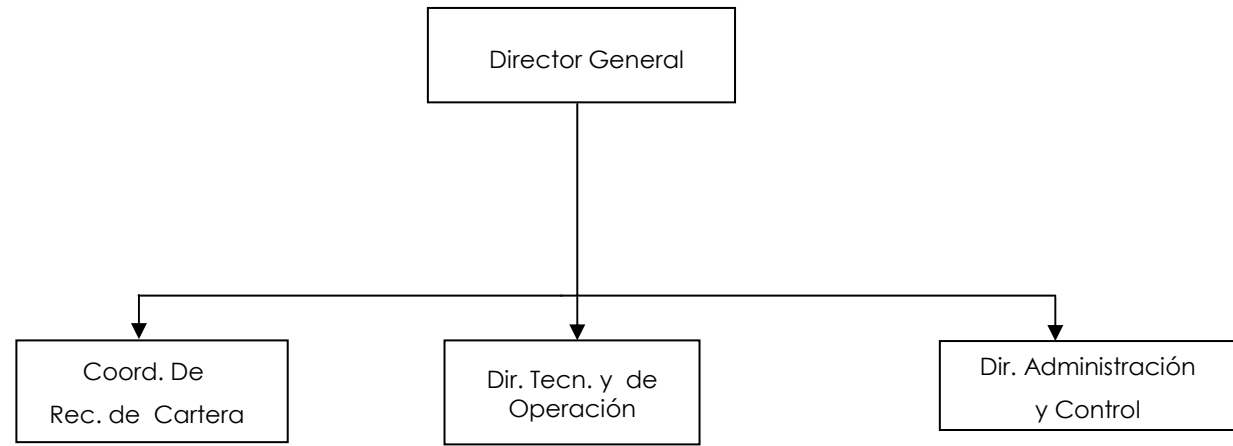 Director General
Coord. De
Rec. de Cartera
Dir. Tecn. y de
Operación
Dir. Administración
y Control